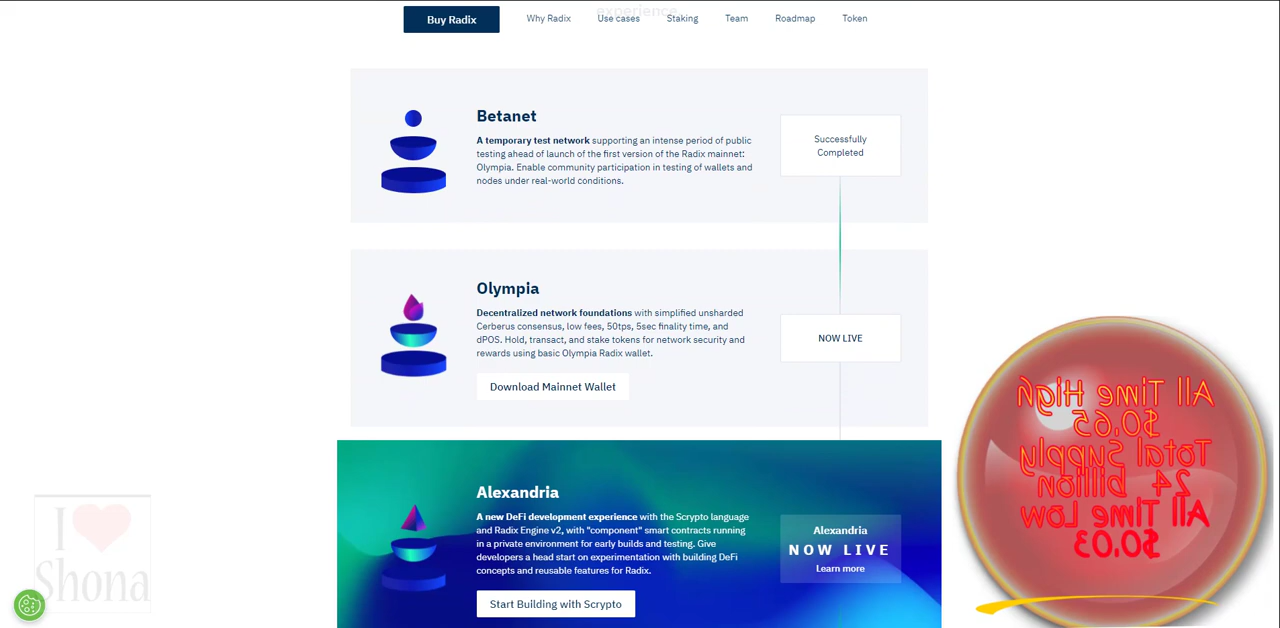 experience
Buy Radix
Why Radix
Use cases
Staking
Team
Roadmap
Token
Betanet
A temporary test network supporting an intense period of public
testing ahead of launch of the first version of the Radix mainnet:
Olympia. Enable community participation in testing of wallets and
nodes under real-world conditions.
Successfully
Completed
Olympia
Decentralized network foundations with simplified unsharded
Cerberus consensus, low fees, 50tps, 5sec finality time, and
dPOS. Hold, transact, and stake tokens for network security and
rewards using basic Olympia Radix wallet.
NOW LIVE
Download Mainnet Wallet
Alexandria
A new DeFi development experience with the Scrypto language
and Radix Engine v2, with "component" smart contracts running
in a private environment for early builds and testing. Give
developers a head start on experimentation with building DeFi
concepts and reusable features for Radix.
Start Building with Scrypto
Alexandria
NOW LIVE
Learn more
All Time High
$0.65
Total Supply
24 billion
All Time Low
$0.03
I
Shona